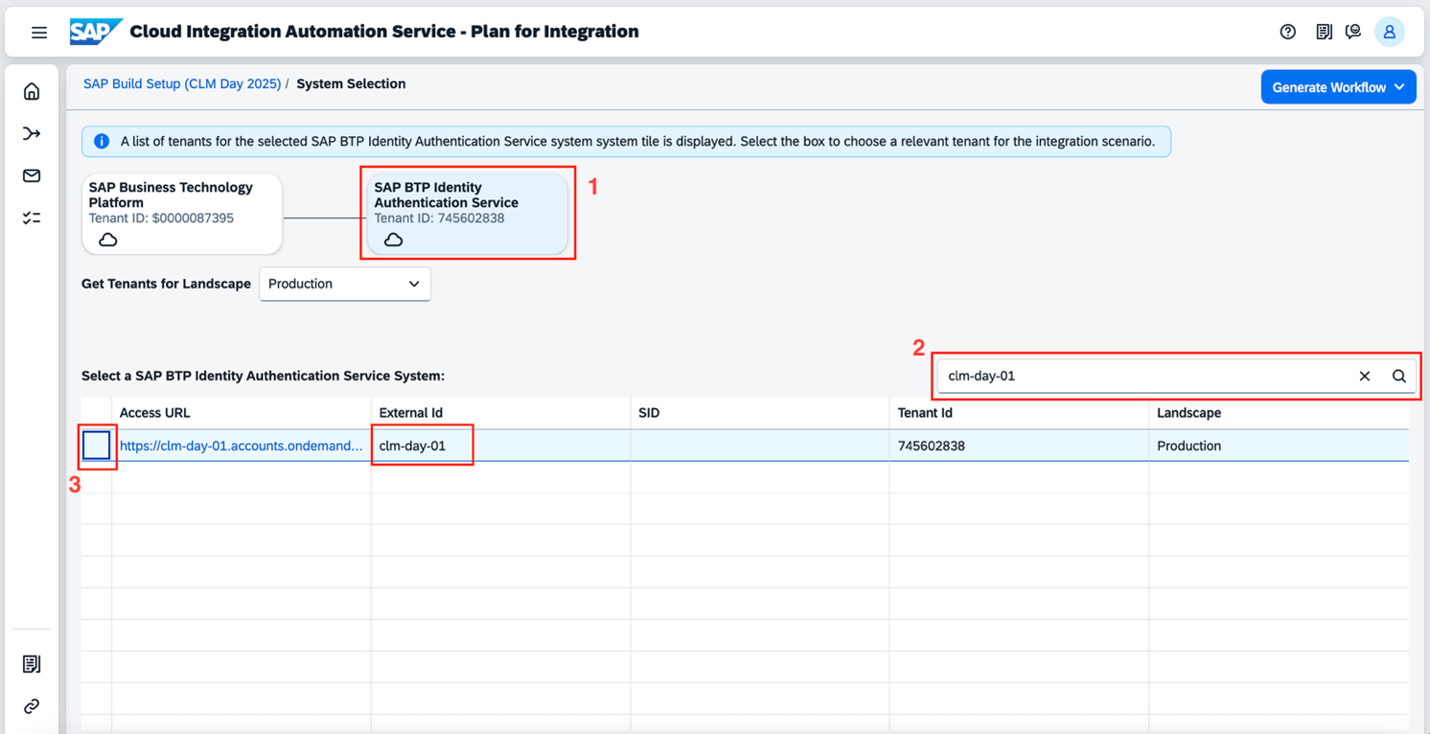 SAP Cloud Integration Automation Service - Plan for Integration
SAP Build Setup (CLM Day 2025) / System Selection
Generate Workflow
A list of tenants for the selected SAP BTP Identity Authentication Service system system tile is displayed. Select the box to choose a relevant tenant for the integration scenario.
SAP Business Technology
Platform
Tenant ID: $0000087395
SAP BTP Identity
Authentication Service
Tenant ID: 745602838
1
Get Tenants for Landscape Production
2
Select a SAP BTP Identity Authentication Service System: clm-day-01
Access URL External Id SID Tenant Id Landscape
https://clm-day-01.accounts.ondemand... clm-day-01 745602838 Production
3